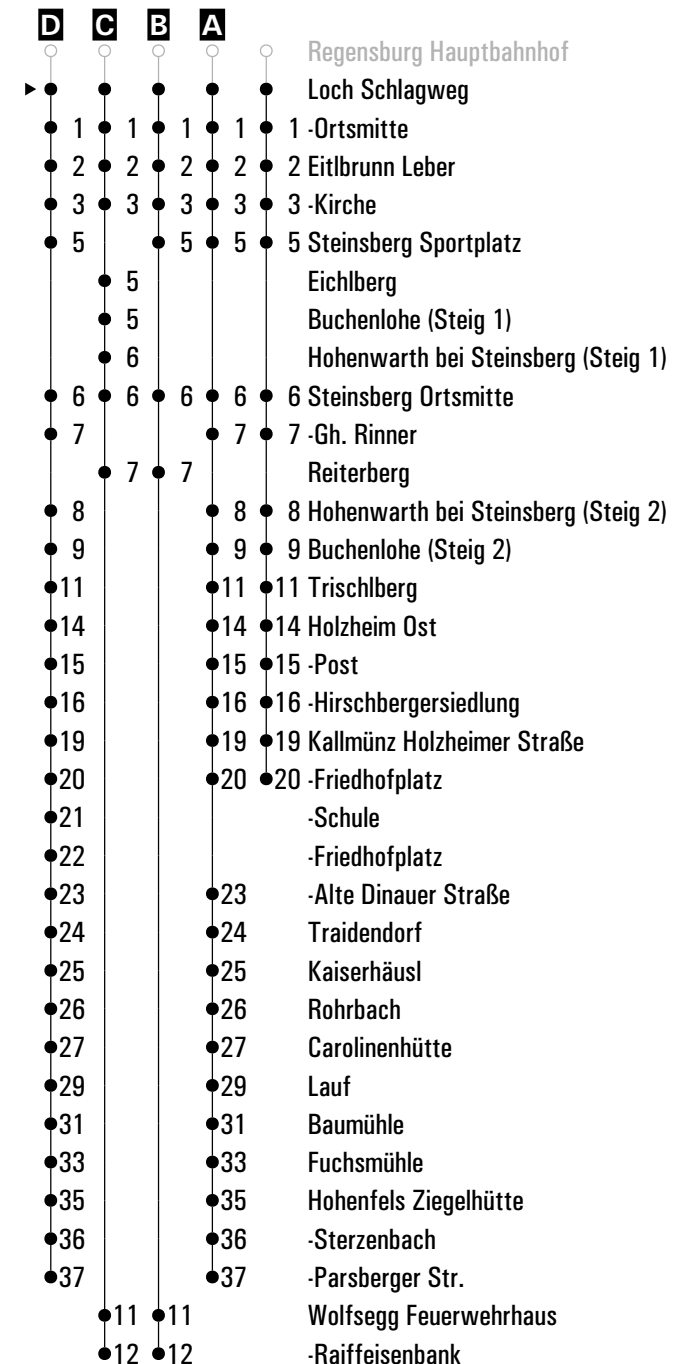 D C B A
Regensburg Hauptbahnhof
Loch Schlagweg
1 1 1 1 1 -Ortsmitte
2 2 2 2 2 Eitlbrunn Leber
3 3 3 3 3 -Kirche
5 5 5 5 Steinsberg Sportplatz
5 Eichlberg
5 Buchenlohe (Steig 1)
6 Hohenwarth bei Steinsberg (Steig 1)
6 6 6 6 6 Steinsberg Ortsmitte
7 7 7 -Gh. Rinner
7 7 Reiterberg
8 8 8 Hohenwarth bei Steinsberg (Steig 2)
9 9 9 Buchenlohe (Steig 2)
11 11 11 Trischlberg
14 14 14 Holzheim Ost
15 15 15 -Post
16 16 16 -Hirschbergersiedlung
19 19 19 Kallmünz Holzheimer Straße
20 20 20 -Friedhofplatz
21 -Schule
22 -Friedhofplatz
23 23 -Alte Dinauer Straße
24 24 Traidendorf
25 25 Kaiserhäusl
26 26 Rohrbach
27 27 Carolinenhütte
29 29 Lauf
31 31 Baumühle
33 33 Fuchsmühle
35 35 Hohenfels Ziegelhütte
36 36 -Sterzenbach
37 37 -Parsberger Str.
11 11 Wolfsegg Feuerwehrhaus
12 12 -Raiffeisenbank